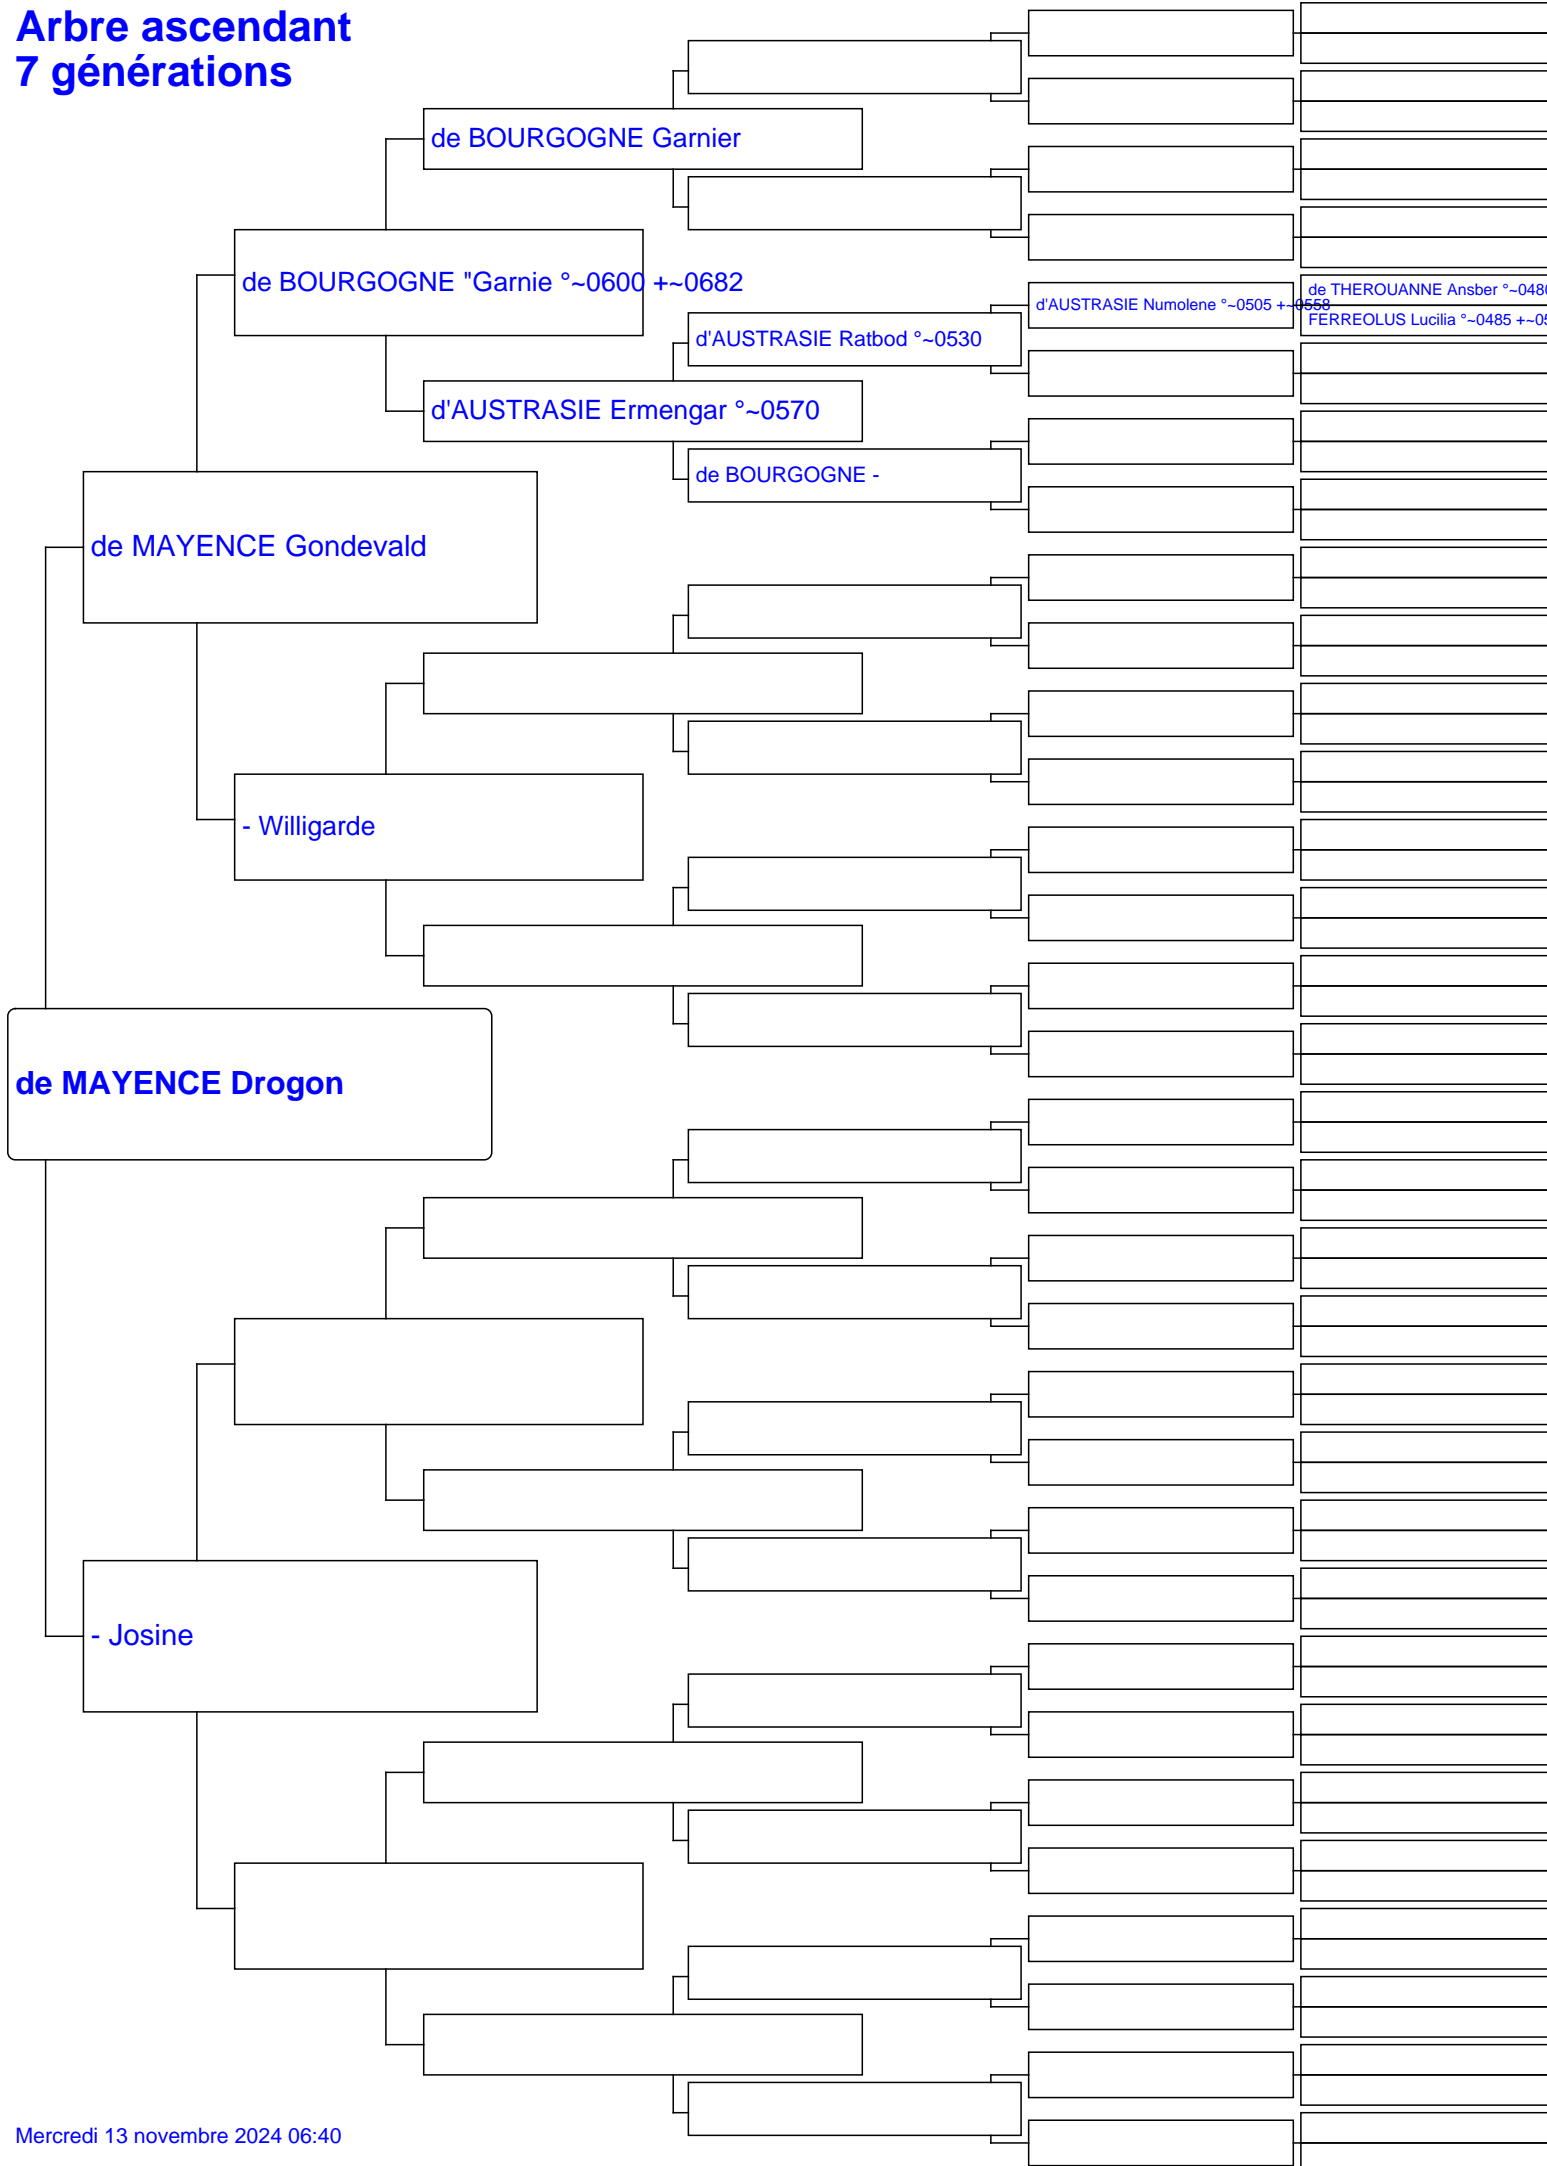 Arbre ascendant
7 générations
de BOURGOGNE Garnier
de BOURGOGNE "Garnie °~0600 +~0682
de THEROUANNE Ansber °~0480
d'AUSTRASIE Numolene °~0505 +~0558
FERREOLUS Lucilia °~0485 +~05
d'AUSTRASIE Ratbod °~0530
d'AUSTRASIE Ermengar °~0570
de BOURGOGNE -
de MAYENCE Gondevald
- Willigarde
de MAYENCE Drogon
- Josine
Mercredi 13 novembre 2024 06:40